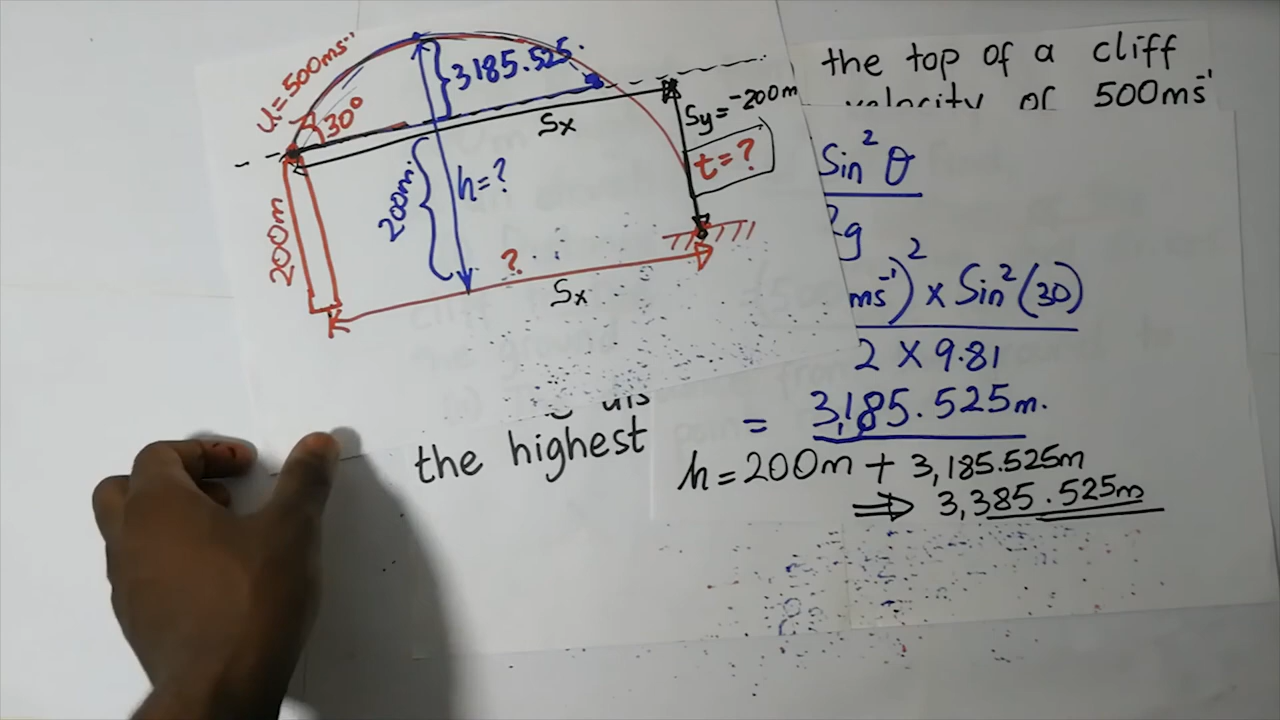 the top of a cliff
velocity of 500ms⁻¹
u = 500ms⁻¹
30°
3185.525.
Sx
Sy = -200m
t = ?
200m
200m.
h = ?
?
Sx
Sin² θ
2g
ms⁻¹)² x Sin² (30)
2 x 9.81
= 3,185.525m.
the highest
h = 200m + 3,185.525m
⇒ 3,385.525m